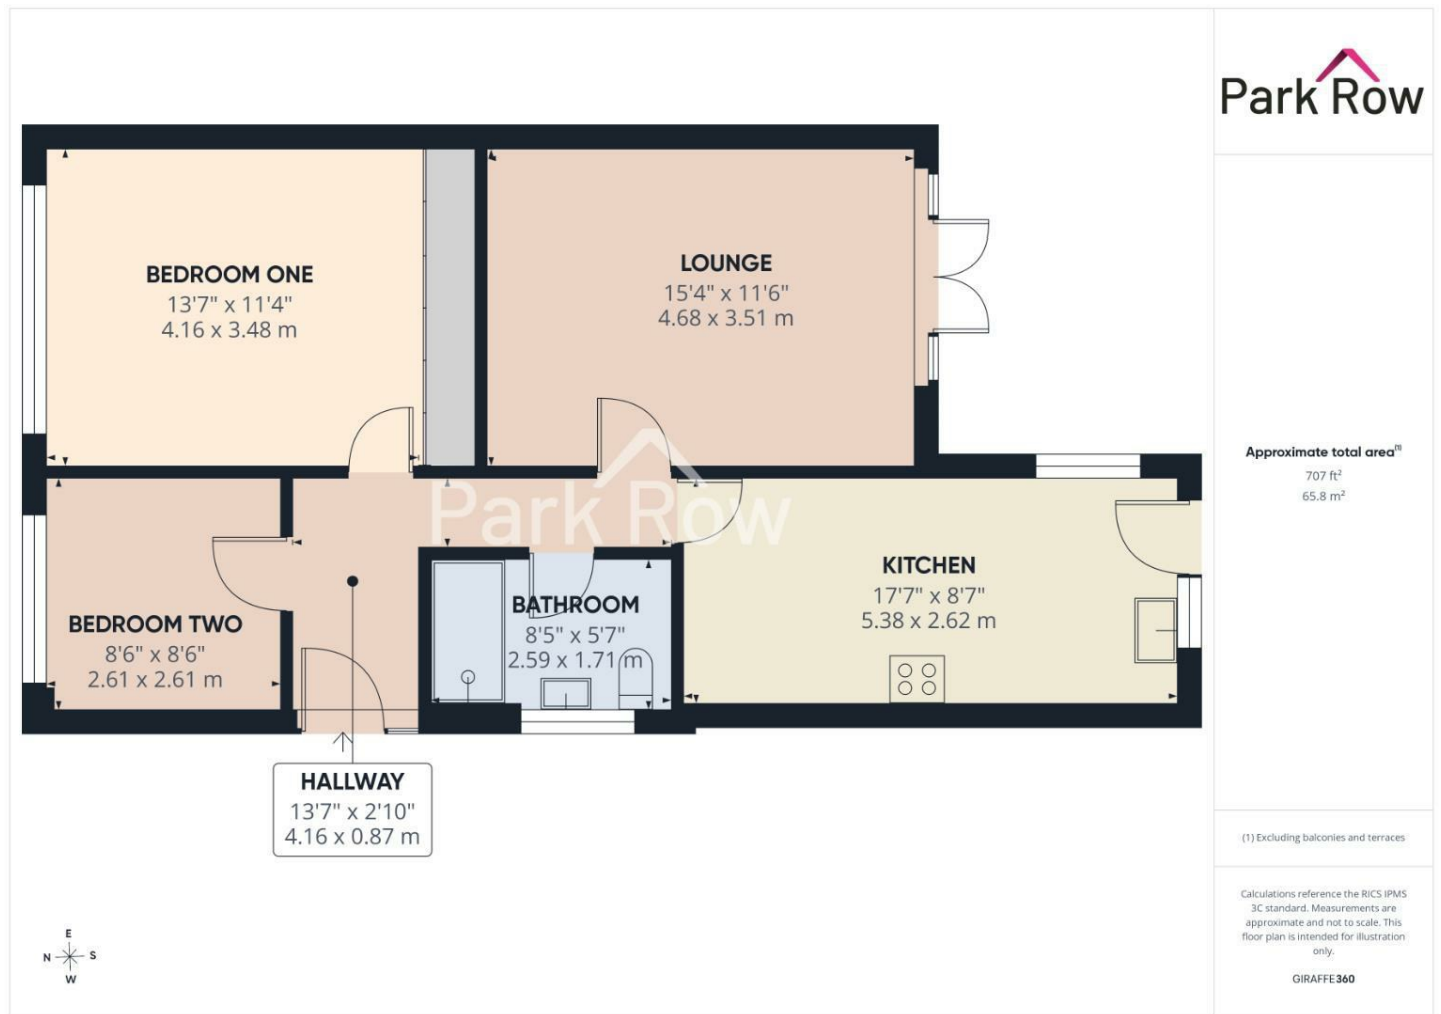 Park Row
BEDROOM ONE
13'7" x 11'4"
4.16 x 3.48 m
LOUNGE
15'4" x 11'6"
4.68 x 3.51 m
Park Row
KITCHEN
17'7" x 8'7"
5.38 x 2.62 m
BATHROOM
8'5" x 5'7"
2.59 x 1.71 m
BEDROOM TWO
8'6" x 8'6"
2.61 x 2.61 m
HALLWAY
13'7" x 2'10"
4.16 x 0.87 m
E
N S
W
Approximate total area(1)
707 ft²
65.8 m²
(1) Excluding balconies and terraces
Calculations reference the RICS IPMS
3C standard. Measurements are
approximate and not to scale. This
floor plan is intended for illustration
only.
GIRAFFE360